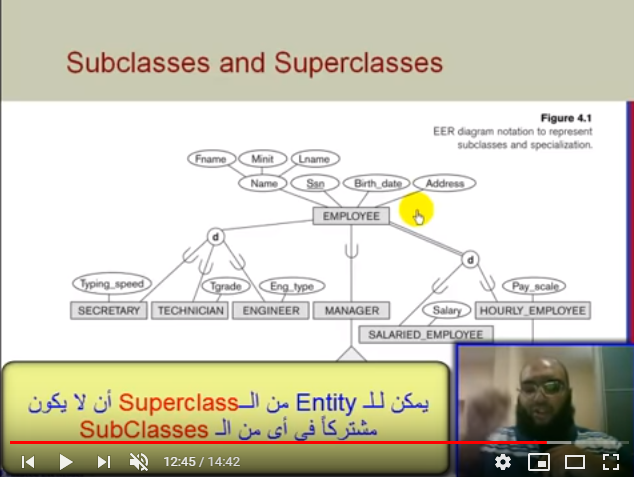 Subclasses and Superclasses
Figure 4.1
EER diagram notation to represent
subclasses and specialization.
Fname
Minit
Lname
Name
Ssn
Birth_date
Address
EMPLOYEE
d
d
Typing_speed
Tgrade
Eng_type
Pay_scale
Salary
SECRETARY
TECHNICIAN
ENGINEER
MANAGER
HOURLY_EMPLOYEE
SALARIED_EMPLOYEE
يمكن للـ Entity من الــSuperclass أن لا يكون
مشتركاً في أى من الـ SubClasses
12:45 / 14:42